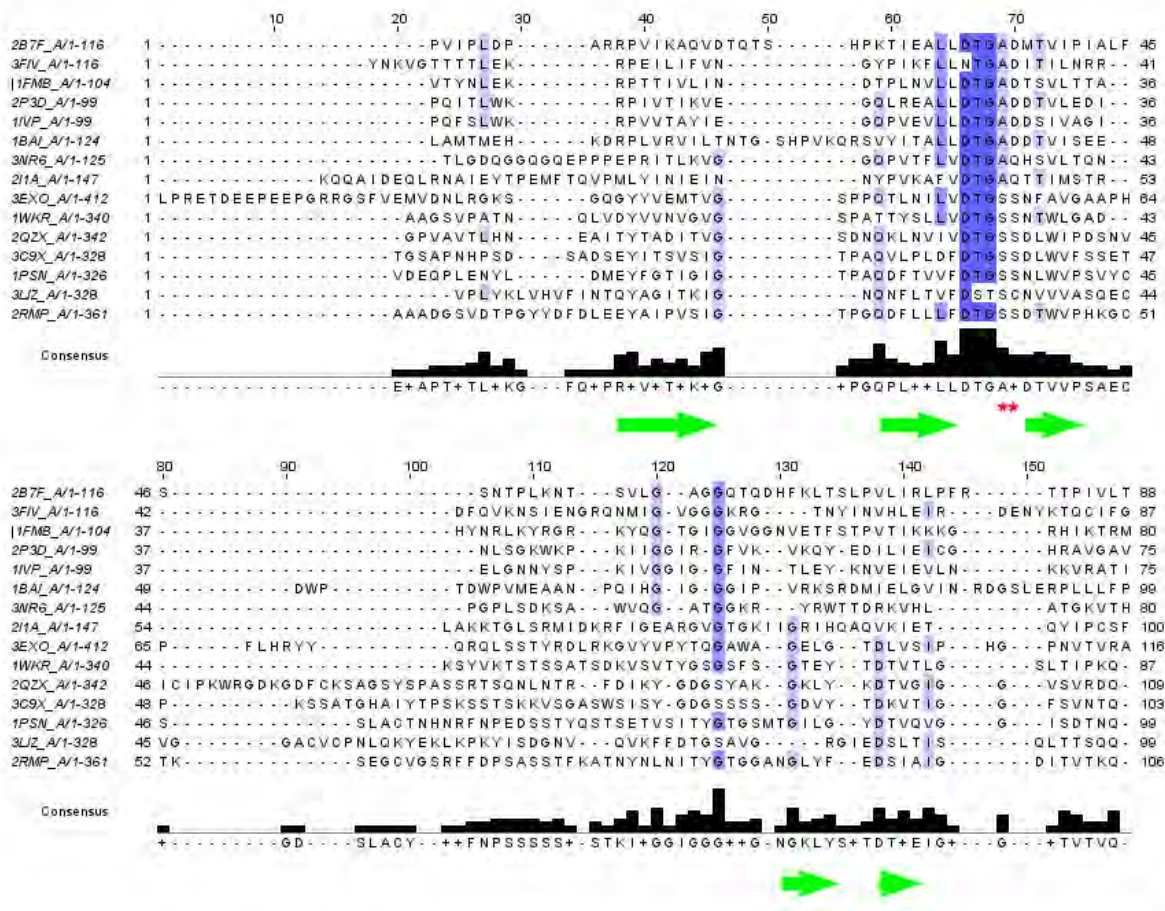 10 20 30 40 50 60 70
2B7F_A/1-116 1 ----------------------PVIPLDP------ARRPVIKAQVDTQTS------HPKTIEALLDTGADMTVIPIALF 45
3FIV_A/1-116 1 -----------------YNKVGTTTTLEK--------RPEILIFVN----------GYPIKFLLNTGADITILNRR--- 41
|1FMB_A/1-104 1 ----------------------VTYNLEK--------RPTTIVLIN----------DTPLNVLLDTGADTSVLTTA--- 36
2P3D_A/1-99 1 ----------------------PQITLWK--------RPIVTIKVE----------GQLREALLDTGADDTVLEDI--- 36
1IVP_A/1-99 1 ----------------------PQFSLWK--------RPVVTAYIE----------GQPVEVLLDTGADDSIVAGI--- 36
1BAI_A/1-124 1 ----------------------LAMTMEH------KDRPLVRVILTNTG-SHPVKQRSVYITALLDTGADDTVISEE-- 48
3NRG_A/1-125 1 -----------------------TLGDQGGQGQEPPPEPRITLKVG----------GQPVTFLVDTGAQHSVLTQN--- 43
2I1A_A/1-147 1 -------------KQQAIDEQLRNAIEYTPEMFTQVPMLYINIEIN----------NYPVKAFVDTGAQTTIMSTR--- 53
3EXO_A/1-412 1 LPRETDEEPEEPGRRGSFVEMVDNLRGKS------GQGYYVEMTVG---------SPPQTLNILVDTGSSNFAVGAAPH 64
1WKR_A/1-340 1 --------------------AAGSVPATN-----QLVDYVVNVGVG---------SPATTYSLLVDTGSSNTWLGAD-- 43
2QZX_A/1-342 1 --------------------GPVAVTLHN-----EAITYTADITVG---------SDNQKLNVIVDTGSSDLWIPDSNV 45
3C9X_A/1-328 1 --------------------TGSAPNHPSD---SADSEYITSVSIG---------TPAQVLPLDFDTGSSDLWVFSSET 47
1PSN_A/1-326 1 -------------------VDEQPLENYL------DMEYFGTIGIG---------TPAQDFTVVFDTGSSNLWVPSVYC 45
3LIZ_A/1-328 1 ------------------------VPLYKLVHVFINTQYAGITKIG---------NQNFLTVFDSTSCNVVVASQEC 44
2RMP_A/1-361 1 -------------------AAADGSVDTPGYYDFDLEEYAIPVSIG---------TPGQDFLLLFDTGSSDTWVPHKGC 51
Consensus
-------------------E+APT+TL+KG---FQ+PR+V+T+K+G---------+PGQPL++LLDTGA+DTVVPSAEC
**
80 90 100 110 120 130 140 150
2B7F_A/1-116 46 S-------------------------SNTPLKNT---SVLG--AGGQTQDHFKLTSLPVLIRLPFR------TTPIVLT 88
3FIV_A/1-116 42 ------------------------DFQVKNSIENGRQNMIG-VGGGKRG---TNYINVHLEIR-----DENYKTQCIFG 87
|1FMB_A/1-104 37 ------------------------HYNRLKYRGR---KYQG-TGIGGVGGNVETFSTPVTIKKKG------RHIKTRM 80
2P3D_A/1-99 37 -------------------------NLSGKWKP---KIIGGIR-GFVK--VKQY-EDILIEICG------HRAVGAV 75
1IVP_A/1-99 37 -------------------------ELGNNYSP---KIVGGIG-GFIN--TLEY-KNVEIEVLN------KKVRATI 75
1BAI_A/1-124 49 -----------DWP-----------TDWPVMEAAN--PQIHG-IG-GGIP--VRKSRDMIELGVIN-RDGSLERPLLLFP 99
3NRG_A/1-125 44 -------------------------PGPLSDKSA---WVQG--ATGGKR---YRWTTDRKVHL-------ATGKVTH 80
2I1A_A/1-147 54 -----------------------LAKKTGLSRMIDKRFIGEARGVGTGKIIGRIHQAQVKIET-------QYIPCSF 100
3EXO_A/1-412 65 P------FLHRYY-------------QRQLSSTYRDLRKGVYVPYTQGAWA--GELG--TDLVSIP---HG--PNVTVRA 116
1WKR_A/1-340 44 -----------------------KSYVKTSTSSATSDKVSVTYGSGSFS---GTEY--TDTVTLG------SLTIPKQ- 87
2QZX_A/1-342 46 ICIPKWRGDKGDFCKSAGSYSPASSRTSQNLNTR--FDIKY-GDGSYAK--GKLY--KDTVGIG---G---VSVRDQ- 109
3C9X_A/1-328 48 P---------KSSATGHAIYTPSKSSTSKKVSGASWSISY-GDGSSSS--GDVY--TDKVTIG---G---FSVNTQ- 103
1PSN_A/1-326 46 S---------------SLACTNHNRFNPEDSSTYQSTSETVSITYGTGSMTGILG--YDTVQVG---G---ISDTNQ- 99
3LIZ_A/1-328 45 VG---------GACVCPNLQKYEKLKPKYISDGNV---QVKFFDTGSAVG----RGIEDSLTIS------QLTTSQQ- 99
2RMP_A/1-361 52 TK--------------SEGCVGSRFFDPSASSTFKATNYNLNITYGTGGANGLYF--EDSIAIG------DITVTKQ- 106
Consensus
+---------GD----SLACY--++FNPSSSSS+-STKI+GGIGGGG++G-NGKLYS+TDT+EIG+---G---+TVTVQ-